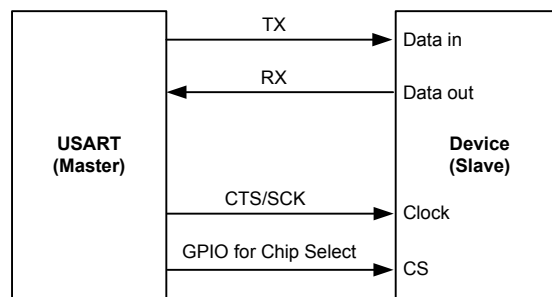 TX
Data in
RX
Data out
USART
(Master)
Device
(Slave)
CTS/SCK
Clock
GPIO for Chip Select
CS